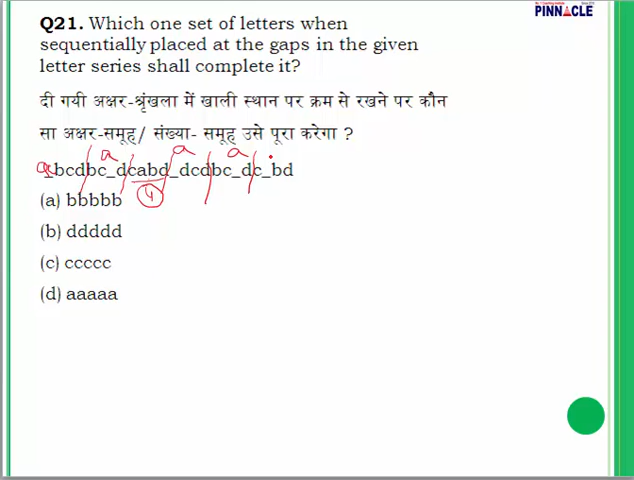 PINNACLE
Q21. Which one set of letters when
sequentially placed at the gaps in the given
letter series shall complete it?
दी गयी अक्षर-श्रृंखला में खाली स्थान पर क्रम से रखने पर कौन
सा अक्षर-समूह/ संख्या- समूह उसे पूरा करेगा ?
a a a a
_bcdbc_dcabd_dcdbc_dc_bd
4
(a) bbbbb
(b) ddddd
(c) ccccc
(d) aaaaa